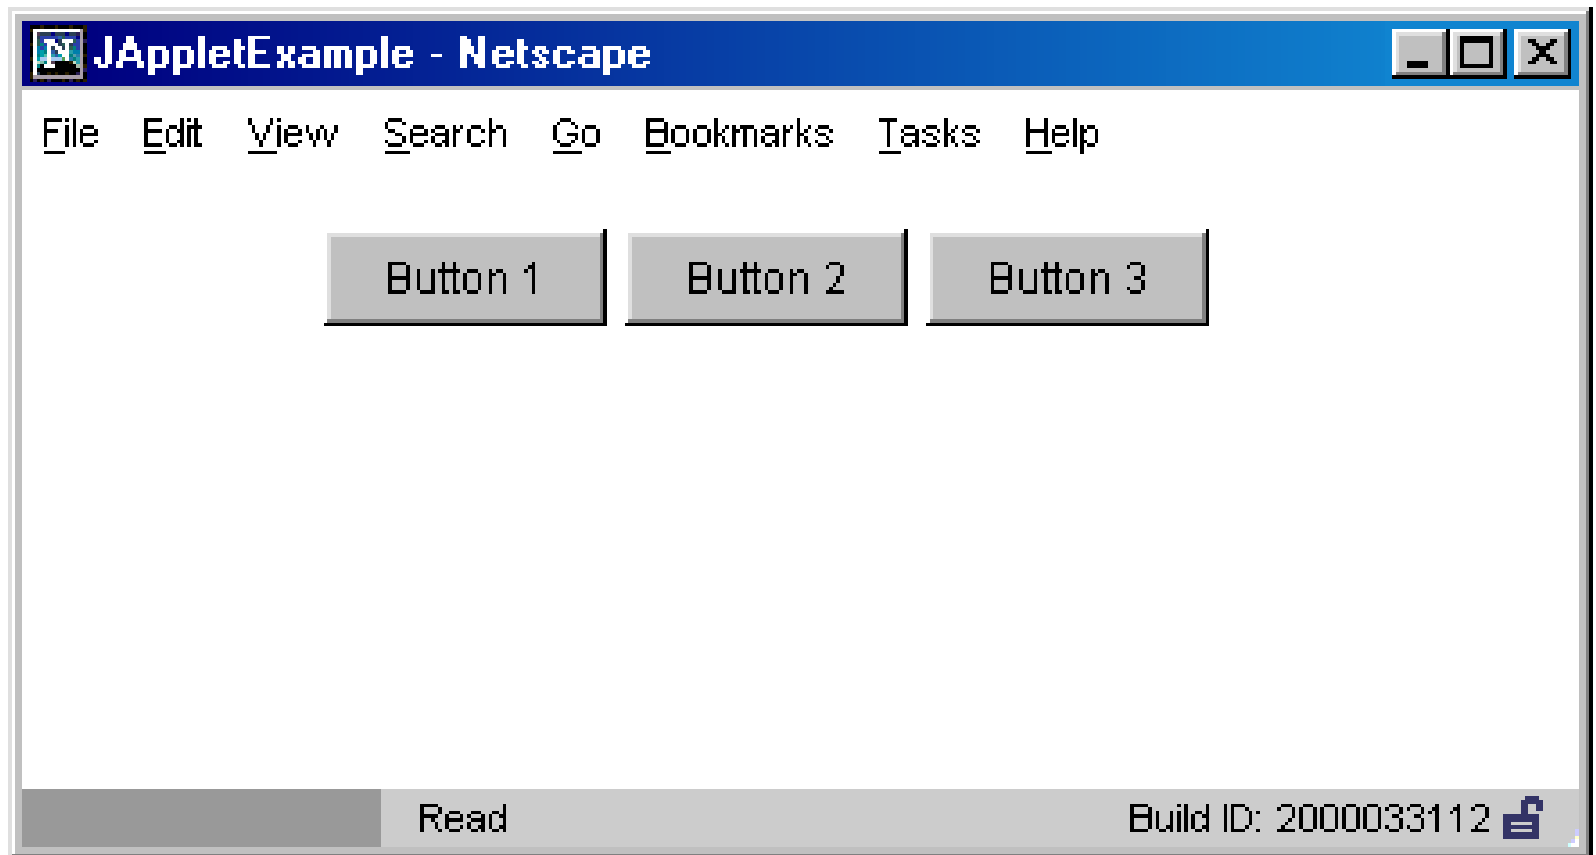 N JAppletExample - Netscape
File Edit View Search Go Bookmarks Tasks Help
Button 1 Button 2 Button 3
Read Build ID: 2000033112